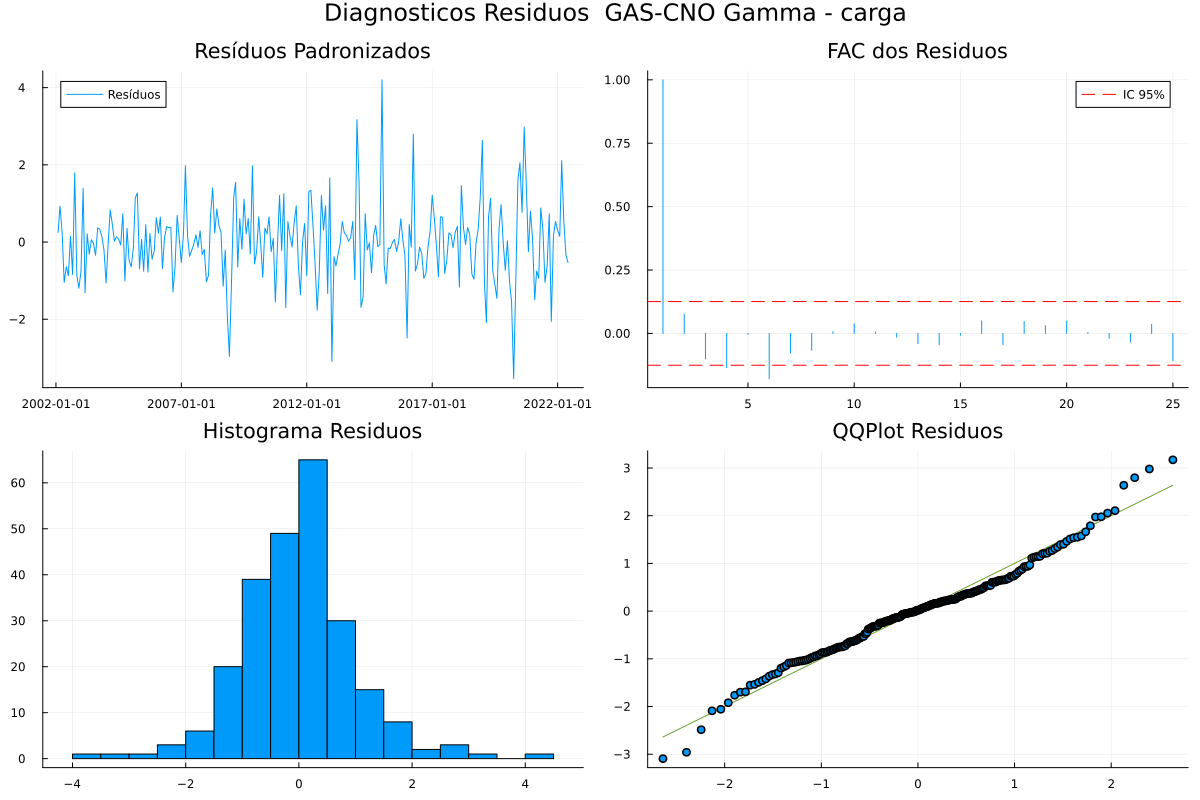 Diagnosticos Residuos  GAS-CNO Gamma - carga
Resíduos Padronizados
Resíduos
4
2
0
−2
2002-01-01 2007-01-01 2012-01-01 2017-01-01 2022-01-01
FAC dos Residuos
IC 95%
1.00
0.75
0.50
0.25
0.00
5 10 15 20 25
Histograma Residuos
60
50
40
30
20
10
0
−4 −2 0 2 4
QQPlot Residuos
3
2
1
0
−1
−2
−3
−2 −1 0 1 2